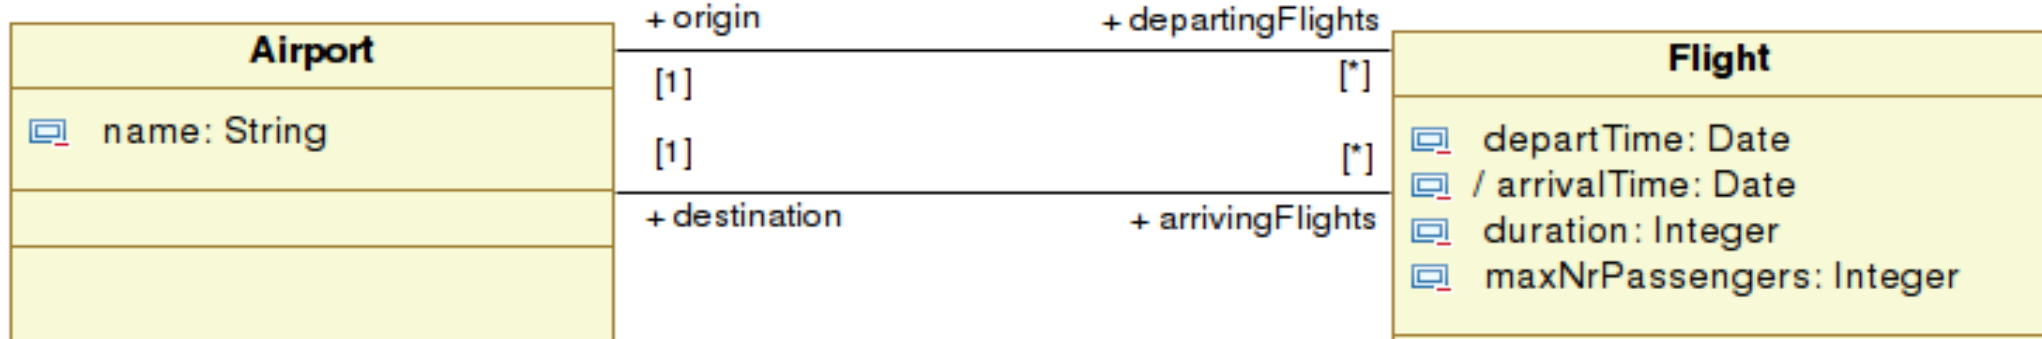 Airport
name: String
+ origin
+ departingFlights
[1]
[*]
[1]
[*]
+ destination
+ arrivingFlights
Flight
departTime: Date
/ arrivalTime: Date
duration: Integer
maxNrPassengers: Integer